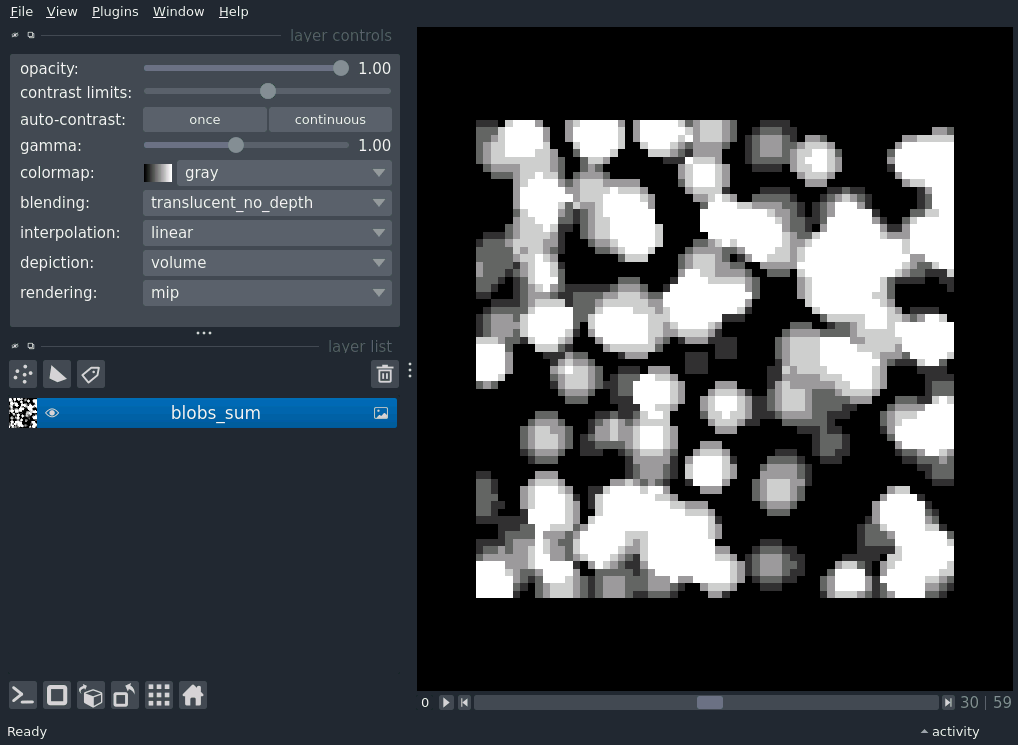 File View Plugins Window Help
layer controls
opacity: 1.00
contrast limits:
auto-contrast: once continuous
gamma: 1.00
colormap: gray
blending: translucent_no_depth
interpolation: linear
depiction: volume
rendering: mip
layer list
blobs_sum
0 30 59
Ready activity